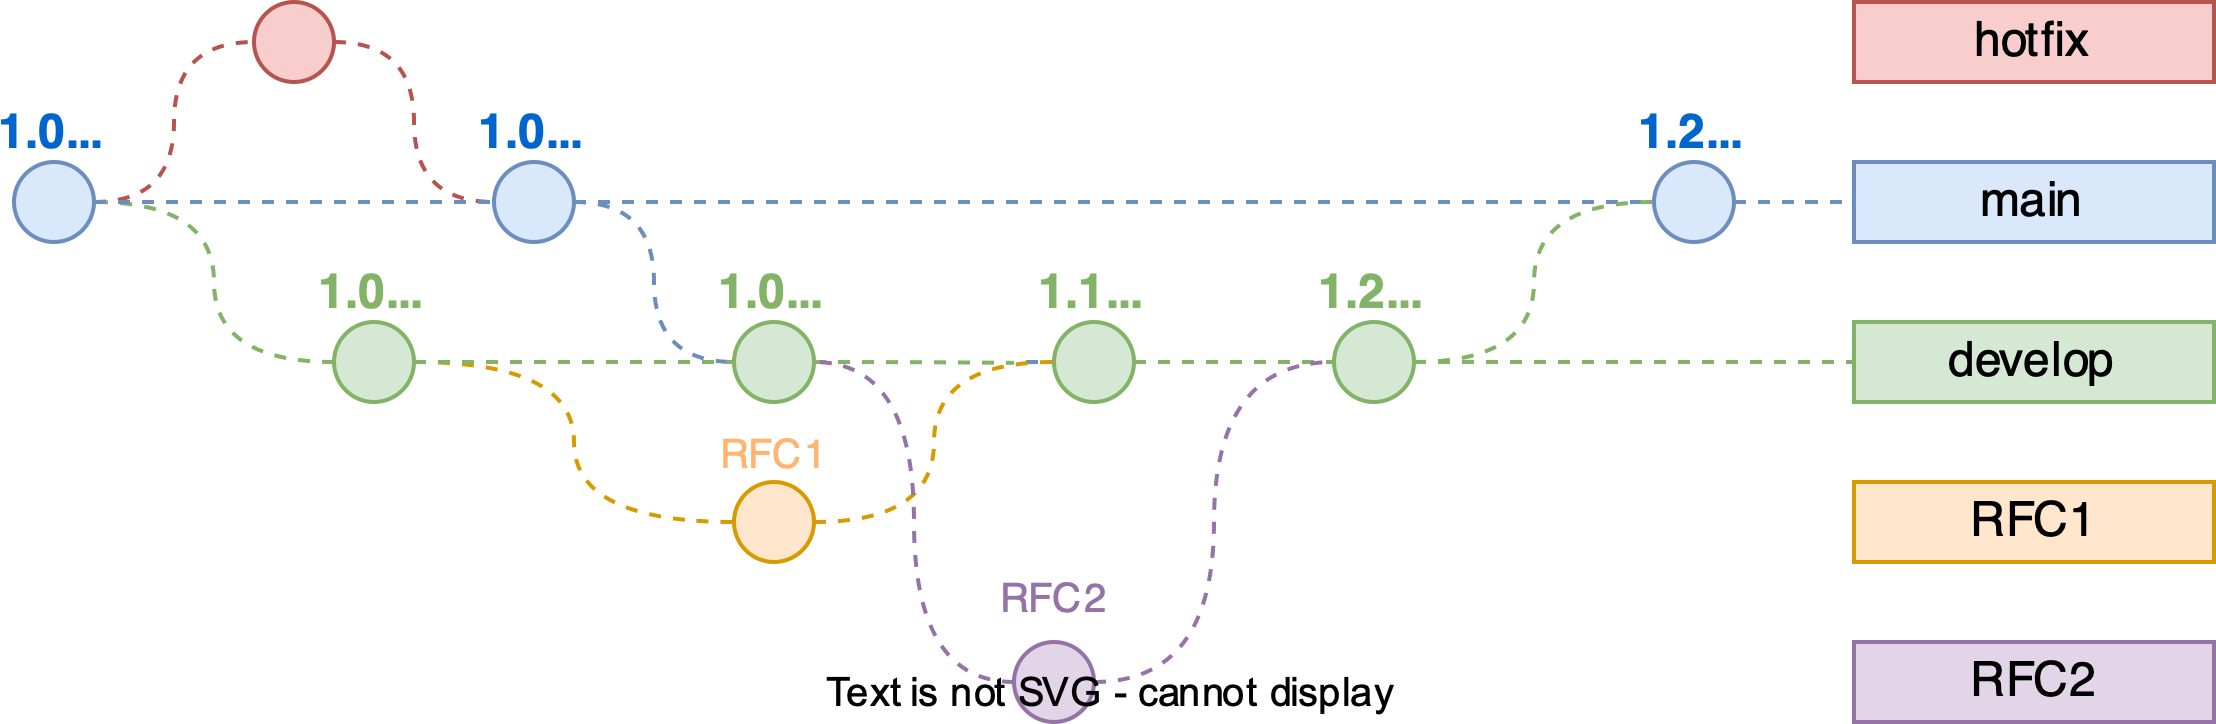 hotfix
1.0...
1.0...
1.2...
main
1.0...
1.0...
1.1...
1.2...
develop
RFC1
RFC1
RFC2
RFC2
Text is not SVG - cannot display